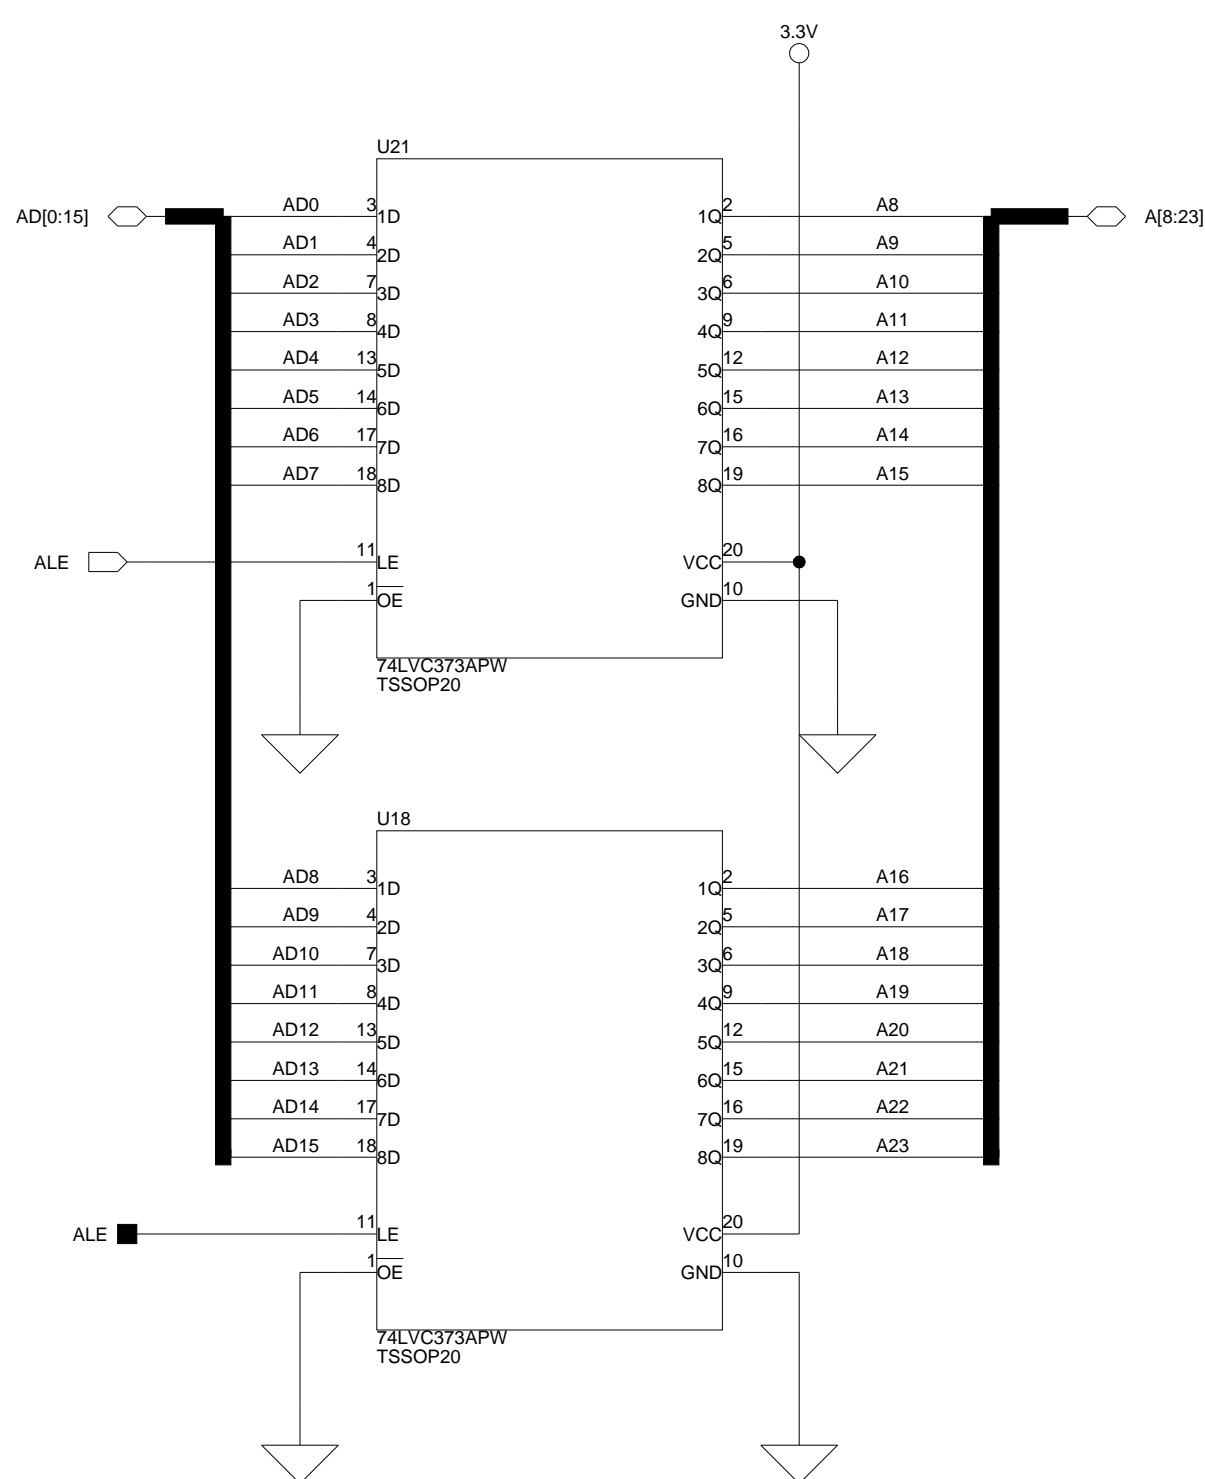 3.3V
U21
AD[0:15] AD0 3 1D 1Q 2 A8 A[8:23]
AD1 4 2D 2Q 5 A9
AD2 7 3D 3Q 6 A10
AD3 8 4D 4Q 9 A11
AD4 13 5D 5Q 12 A12
AD5 14 6D 6Q 15 A13
AD6 17 7D 7Q 16 A14
AD7 18 8D 8Q 19 A15
ALE 11 LE VCC 20
1 OE GND 10
74LVC373APW
TSSOP20
U18
AD8 3 1D 1Q 2 A16
AD9 4 2D 2Q 5 A17
AD10 7 3D 3Q 6 A18
AD11 8 4D 4Q 9 A19
AD12 13 5D 5Q 12 A20
AD13 14 6D 6Q 15 A21
AD14 17 7D 7Q 16 A22
AD15 18 8D 8Q 19 A23
ALE 11 LE VCC 20
1 OE GND 10
74LVC373APW
TSSOP20